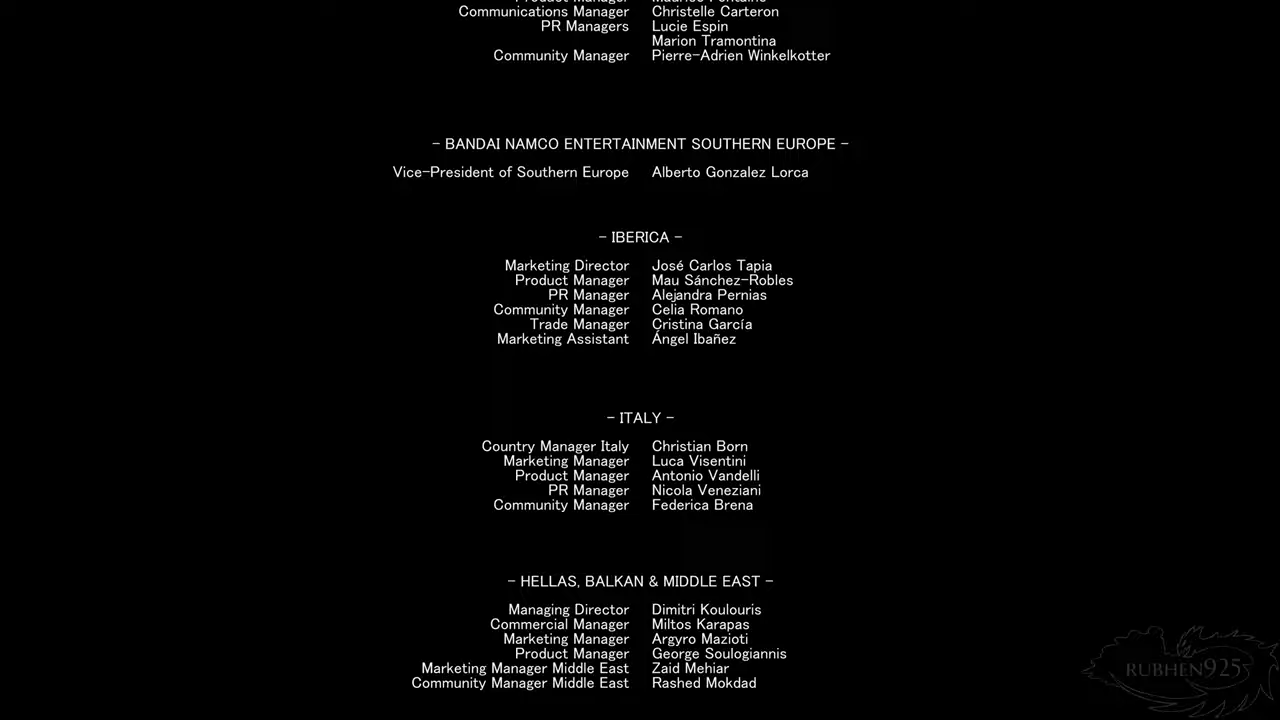 Product Manager Maurice Fontaine
Communications Manager Christelle Carteron
PR Managers Lucie Espin
Marion Tramontina
Community Manager Pierre-Adrien Winkelkotter
- BANDAI NAMCO ENTERTAINMENT SOUTHERN EUROPE -
Vice-President of Southern Europe Alberto Gonzalez Lorca
- IBERICA -
Marketing Director José Carlos Tapia
Product Manager Mau Sánchez-Robles
PR Manager Alejandra Pernias
Community Manager Celia Romano
Trade Manager Cristina García
Marketing Assistant Ángel Ibañez
- ITALY -
Country Manager Italy Christian Born
Marketing Manager Luca Visentini
Product Manager Antonio Vandelli
PR Manager Nicola Veneziani
Community Manager Federica Brena
- HELLAS, BALKAN & MIDDLE EAST -
Managing Director Dimitri Koulouris
Commercial Manager Miltos Karapas
Marketing Manager Argyro Mazioti
Product Manager George Soulogiannis
Marketing Manager Middle East Zaid Mehiar
Community Manager Middle East Rashed Mokdad
RUBHEN925